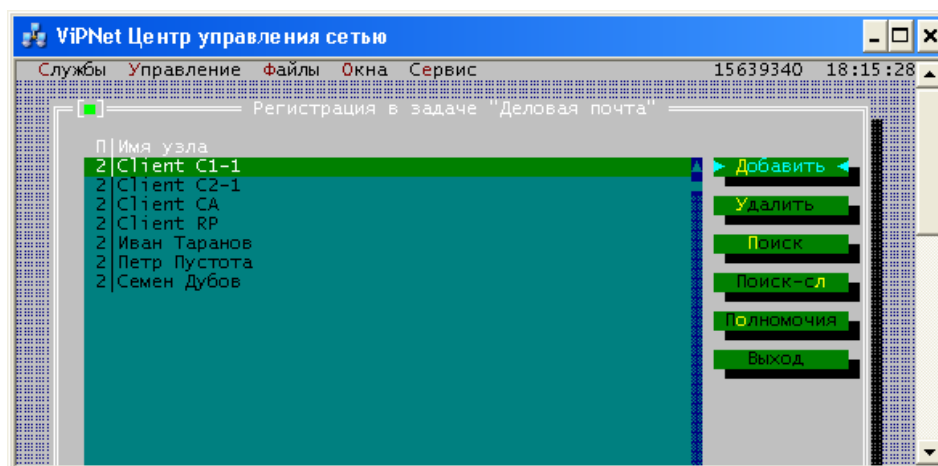 ViPNet Центр управления сетью
Службы Управление Файлы Окна Сервис 15639340 18:15:28
Регистрация в задаче "Деловая почта"
П|Имя узла
2|Client C1-1
2|Client C2-1
2|Client CA
2|Client RP
2|Иван Таранов
2|Петр Пустота
2|Семен Дубов
Добавить
Удалить
Поиск
Поиск-сл
Полномочия
Выход